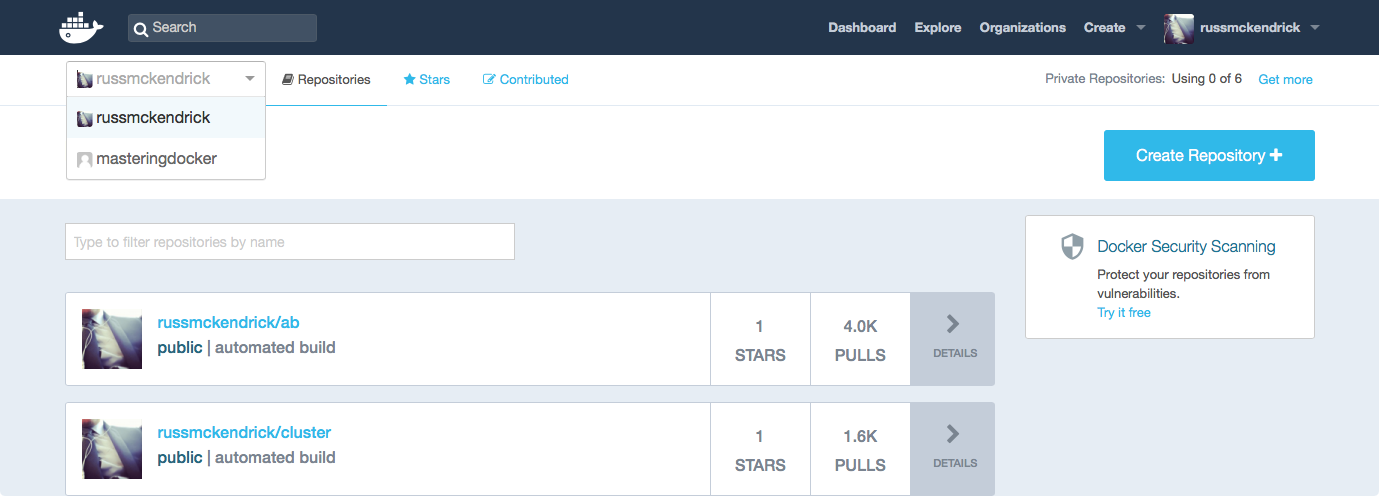 Search
Dashboard Explore Organizations Create russmckendrick
russmckendrick Repositories Stars Contributed Private Repositories: Using 0 of 6 Get more
russmckendrick
masteringdocker
Create Repository
Type to filter repositories by name
Docker Security Scanning
Protect your repositories from
vulnerabilities.
Try it free
russmckendrick/ab
public | automated build
1
STARS
4.0K
PULLS
DETAILS
russmckendrick/cluster
public | automated build
1
STARS
1.6K
PULLS
DETAILS